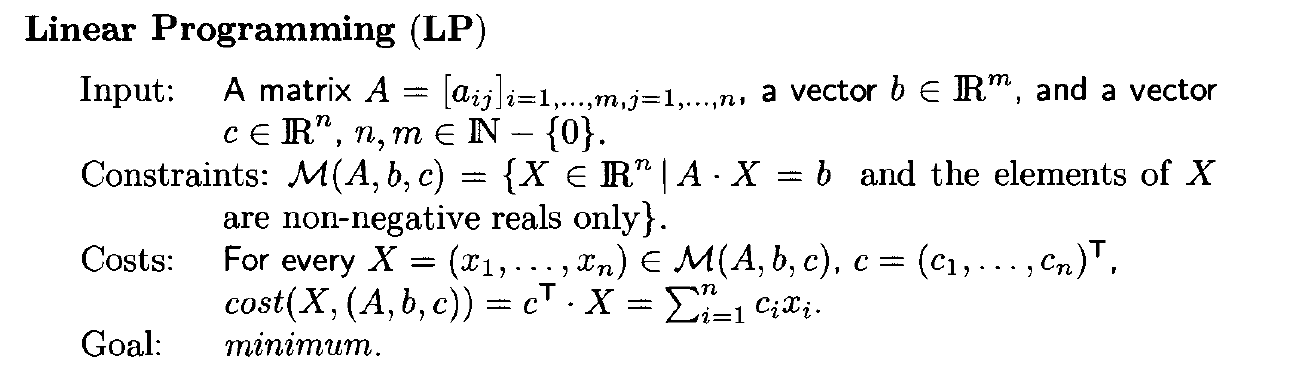 Linear Programming (LP)
Input: A matrix A = [a_{ij}]_{i=1,...,m,j=1,...,n}, a vector b ∈ ℝ^m, and a vector
c ∈ ℝ^n, n, m ∈ ℕ − {0}.
Constraints: ℳ(A, b, c) = {X ∈ ℝ^n | A · X = b and the elements of X
are non-negative reals only}.
Costs: For every X = (x_1, . . . , x_n) ∈ ℳ(A, b, c), c = (c_1, . . . , c_n)^T,
cost(X, (A, b, c)) = c^T · X = ∑_{i=1}^n c_i x_i.
Goal: minimum.